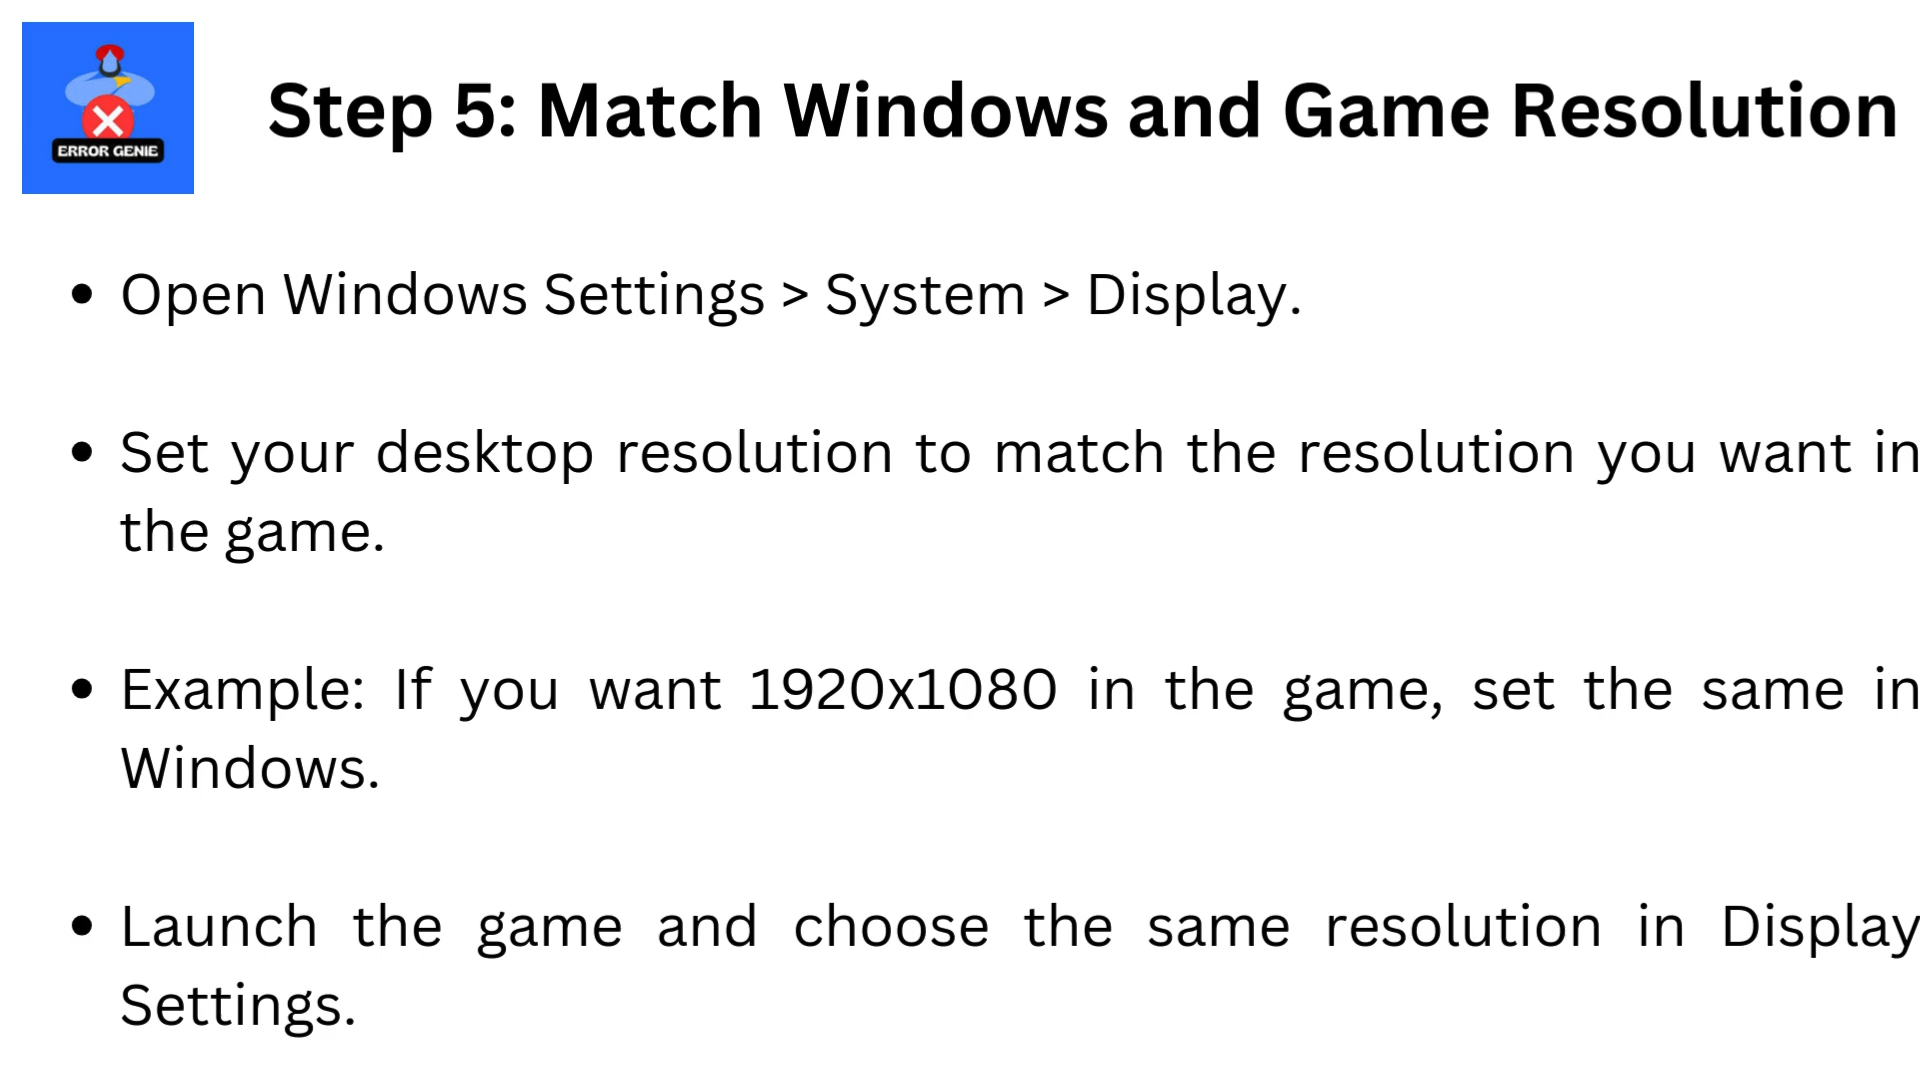 ERROR GENIE
Step 5: Match Windows and Game Resolution
• Open Windows Settings > System > Display.
• Set your desktop resolution to match the resolution you want in
the game.
• Example: If you want 1920x1080 in the game, set the same in
Windows.
• Launch the game and choose the same resolution in Display
Settings.